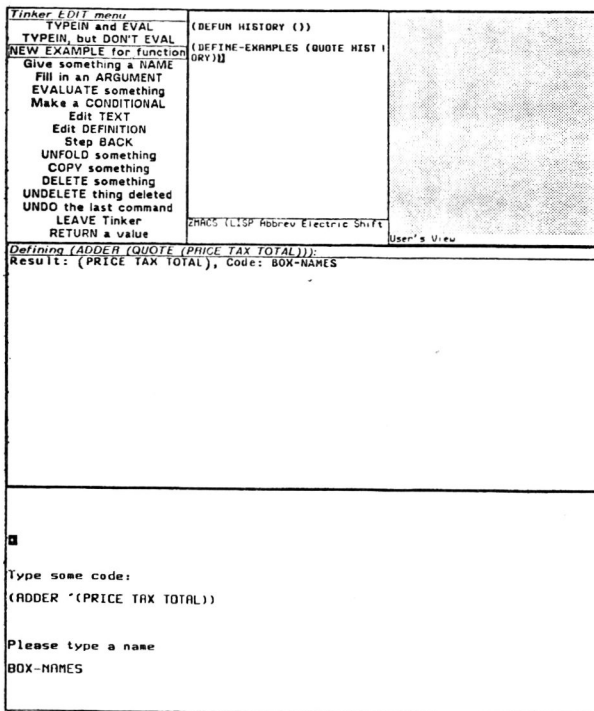 Tinker EDIT menu
TYPEIN and EVAL
TYPEIN, but DON'T EVAL
NEW EXAMPLE for function
Give something a NAME
Fill in an ARGUMENT
EVALUATE something
Make a CONDITIONAL
Edit TEXT
Edit DEFINITION
Step BACK
UNFOLD something
COPY something
DELETE something
UNDELETE thing deleted
UNDO the last command
LEAVE Tinker
RETURN a value
(DEFUN HISTORY ())
(DEFINE-EXAMPLES (QUOTE HIST
ORY))
ZMACS (LISP Abbrev Electric Shift
User's View
Defining (ADDER (QUOTE (PRICE TAX TOTAL))):
Result: (PRICE TAX TOTAL), Code: BOX-NAMES
Type some code:
(ADDER '(PRICE TAX TOTAL))
Please type a name
BOX-NAMES